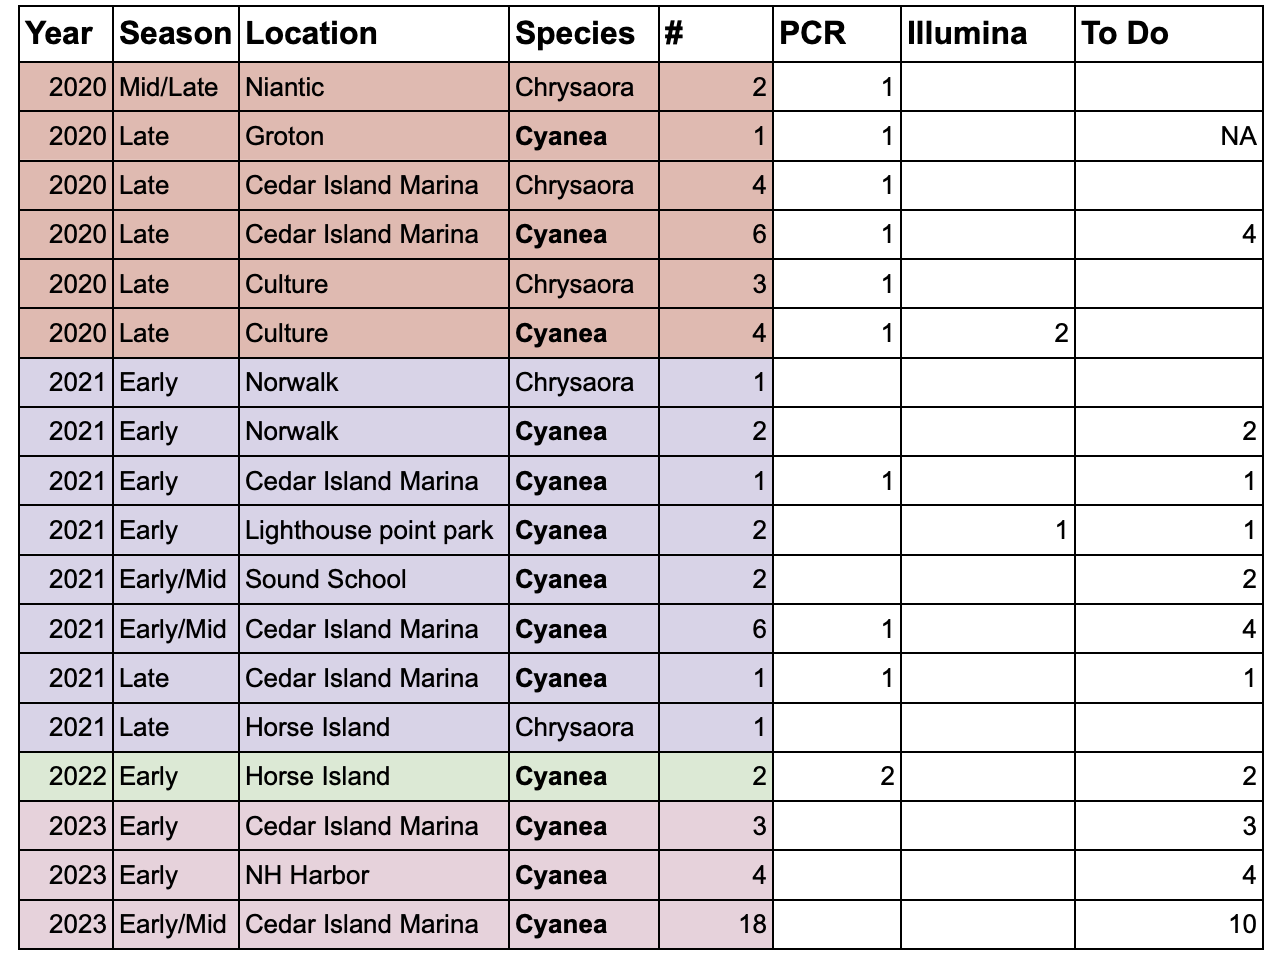 Year Season Location Species # PCR Illumina To Do
2020 Mid/Late Niantic Chrysaora 2 1
2020 Late Groton Cyanea 1 1 NA
2020 Late Cedar Island Marina Chrysaora 4 1
2020 Late Cedar Island Marina Cyanea 6 1 4
2020 Late Culture Chrysaora 3 1
2020 Late Culture Cyanea 4 1 2
2021 Early Norwalk Chrysaora 1
2021 Early Norwalk Cyanea 2 2
2021 Early Cedar Island Marina Cyanea 1 1 1
2021 Early Lighthouse point park Cyanea 2 1 1
2021 Early/Mid Sound School Cyanea 2 2
2021 Early/Mid Cedar Island Marina Cyanea 6 1 4
2021 Late Cedar Island Marina Cyanea 1 1 1
2021 Late Horse Island Chrysaora 1
2022 Early Horse Island Cyanea 2 2 2
2023 Early Cedar Island Marina Cyanea 3 3
2023 Early NH Harbor Cyanea 4 4
2023 Early/Mid Cedar Island Marina Cyanea 18 10